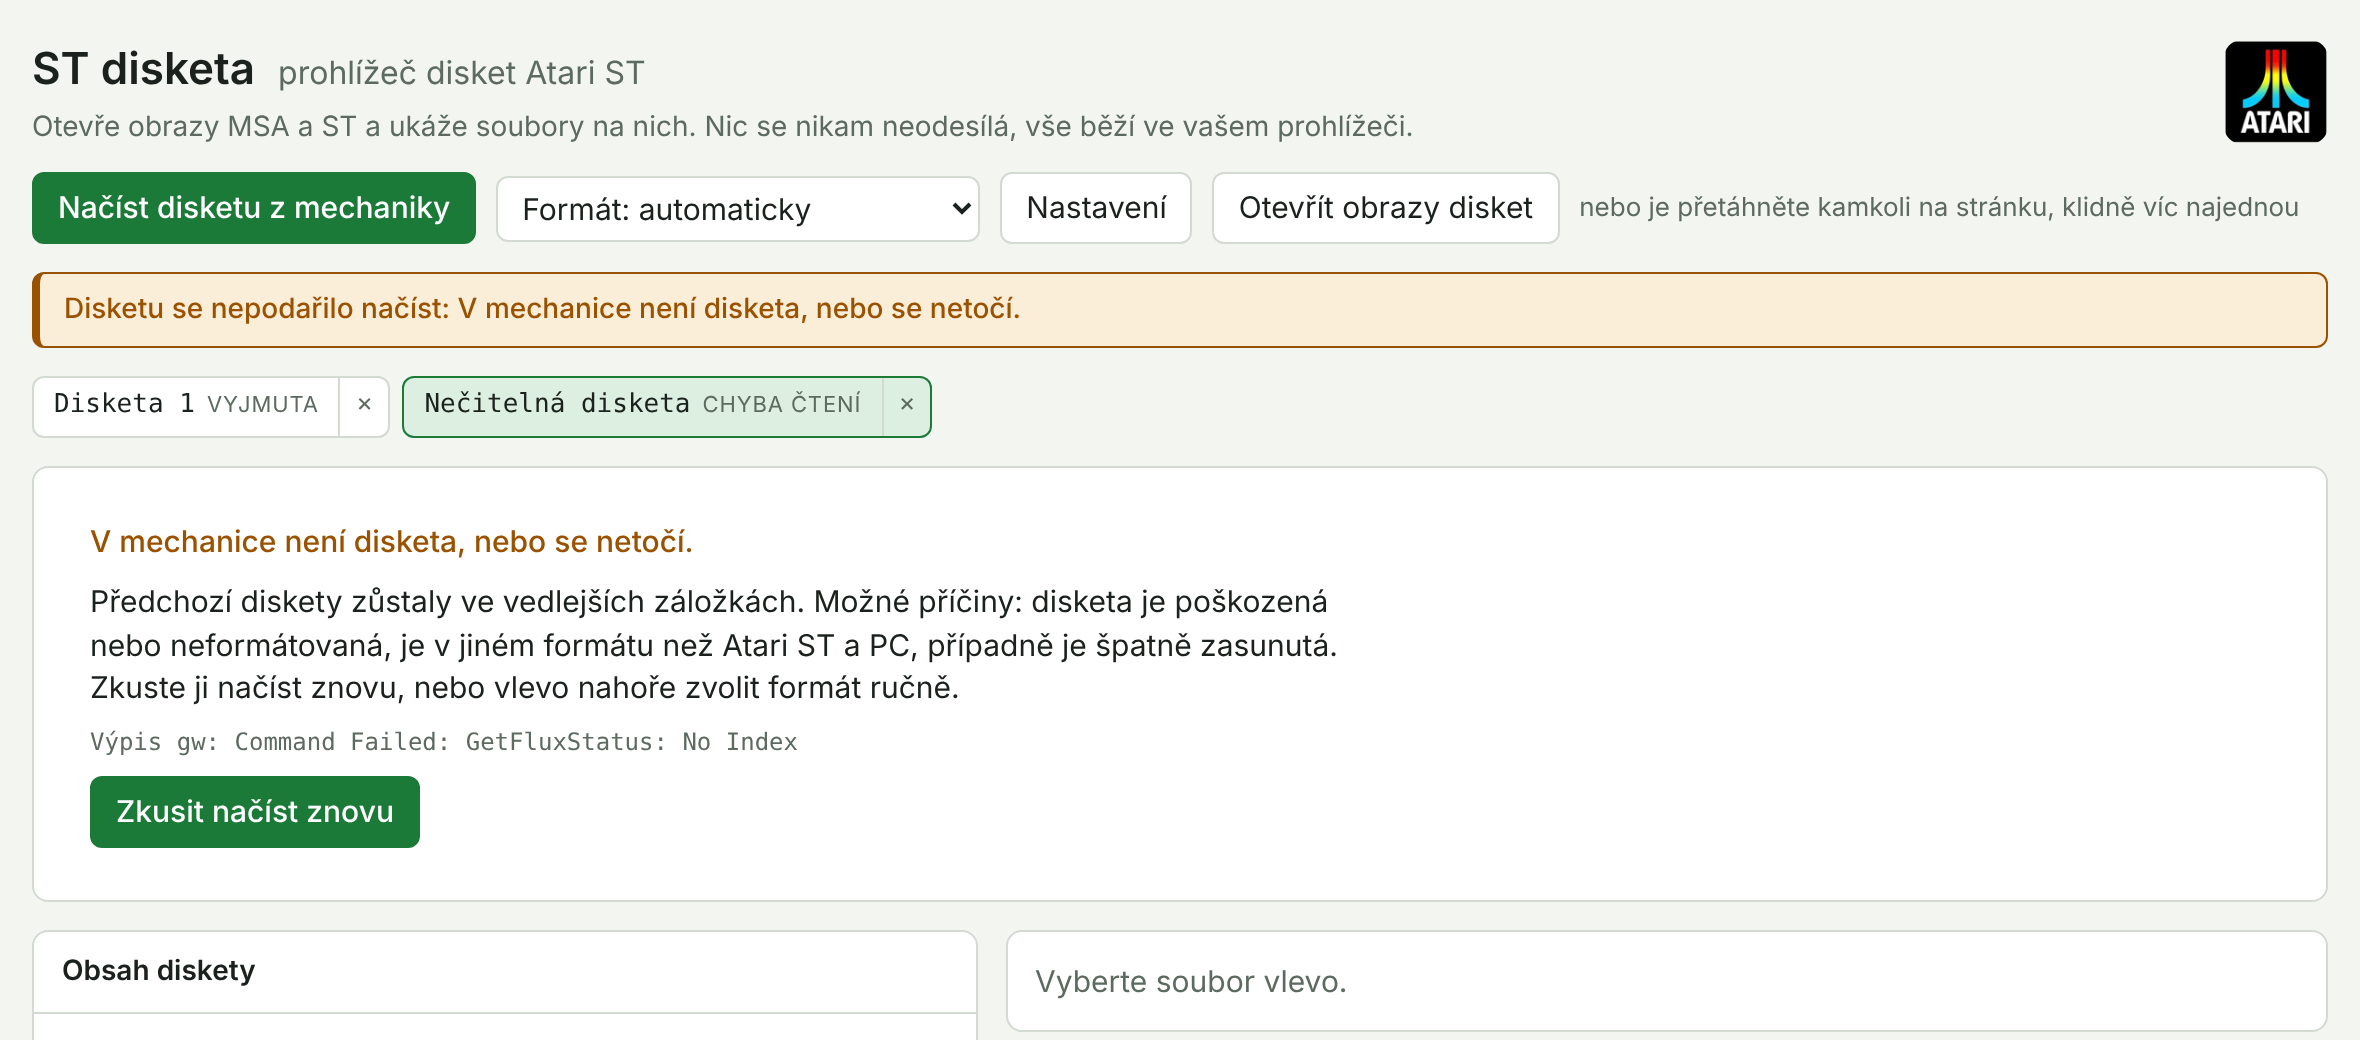 ST disketa prohlížeč disket Atari ST
Otevře obrazy MSA a ST a ukáže soubory na nich. Nic se nikam neodesílá, vše běží ve vašem prohlížeči.
ATARI
Načíst disketu z mechaniky Formát: automaticky Nastavení Otevřít obrazy disket nebo je přetáhněte kamkoli na stránku, klidně víc najednou
Disketu se nepodařilo načíst: V mechanice není disketa, nebo se netočí.
Disketa 1 VYJMUTA × Nečitelná disketa CHYBA ČTENÍ ×
V mechanice není disketa, nebo se netočí.
Předchozí diskety zůstaly ve vedlejších záložkách. Možné příčiny: disketa je poškozená
nebo neformátovaná, je v jiném formátu než Atari ST a PC, případně je špatně zasunutá.
Zkuste ji načíst znovu, nebo vlevo nahoře zvolit formát ručně.
Výpis gw: Command Failed: GetFluxStatus: No Index
Zkusit načíst znovu
Obsah diskety
Vyberte soubor vlevo.